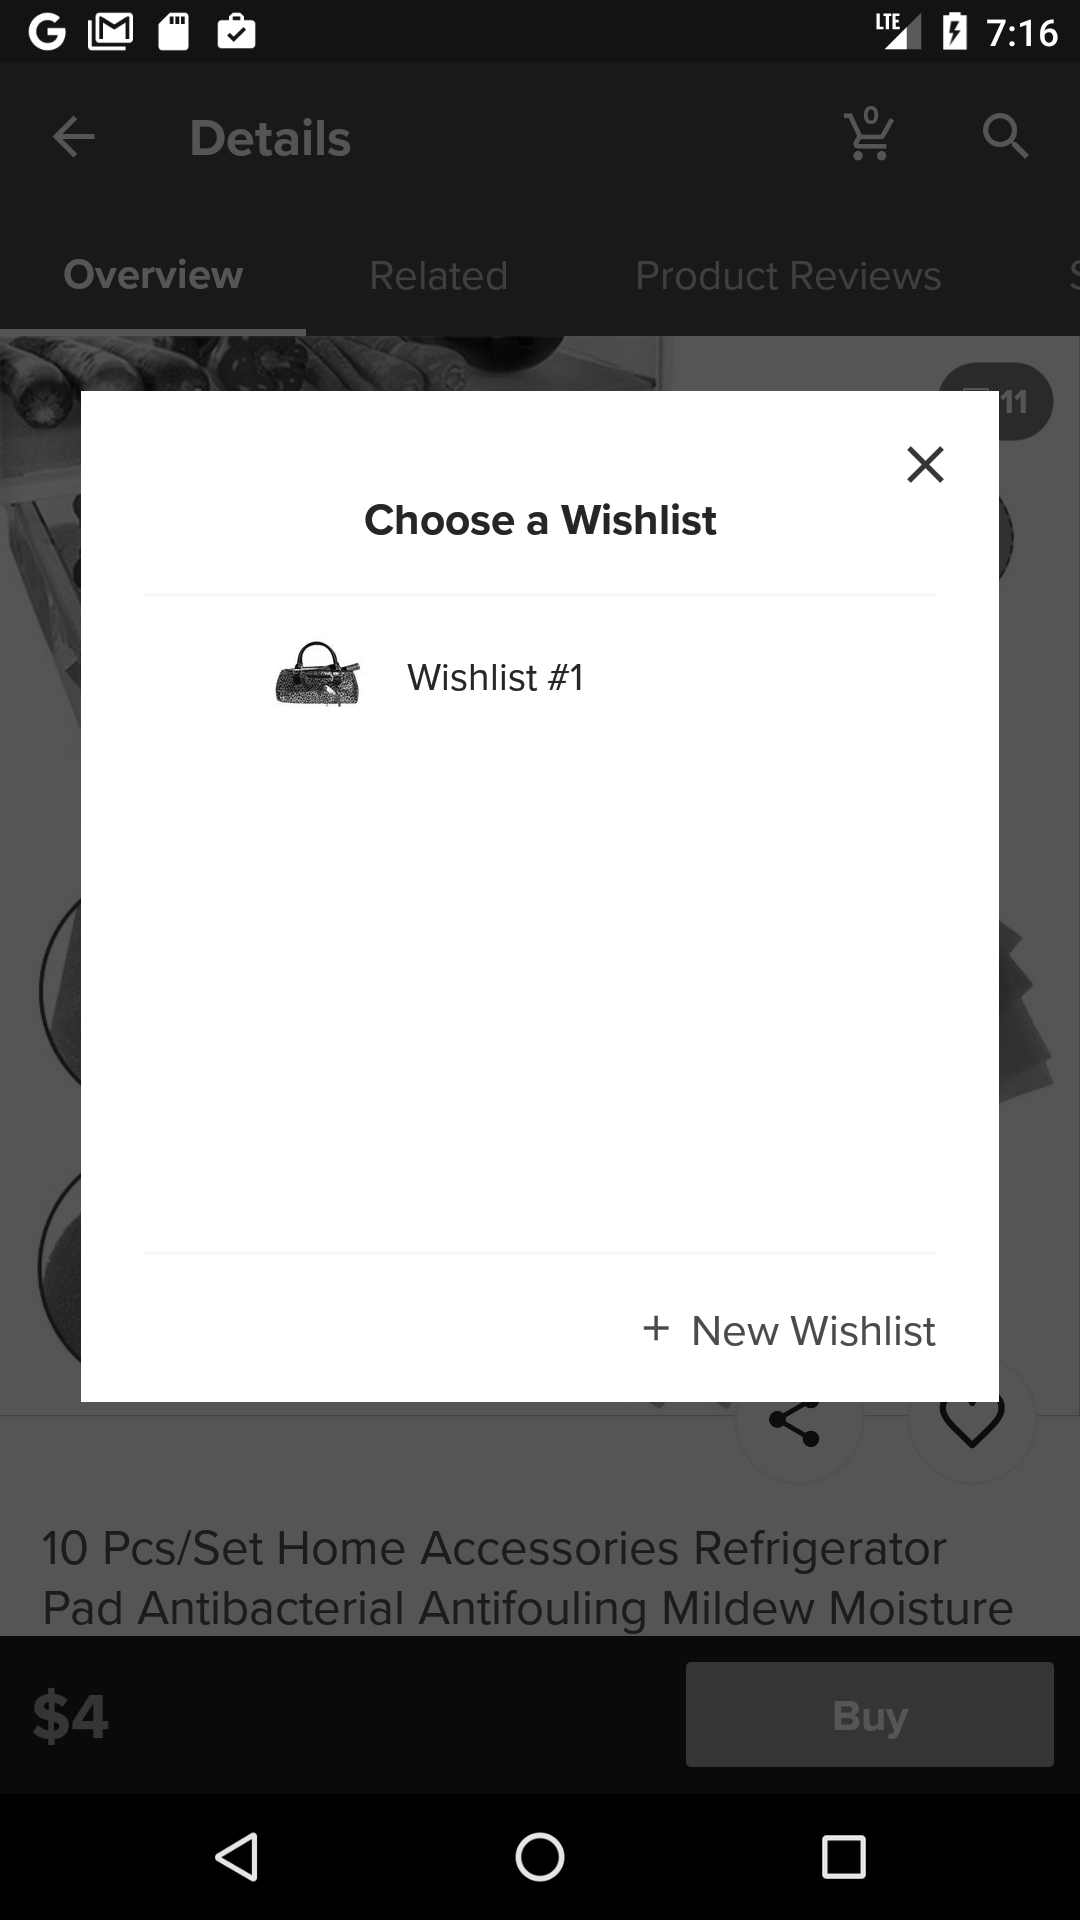 LTE 7:16
Details 0
Overview Related Product Reviews
11
Choose a Wishlist
Wishlist #1
+ New Wishlist
10 Pcs/Set Home Accessories Refrigerator
Pad Antibacterial Antifouling Mildew Moisture
$4 Buy